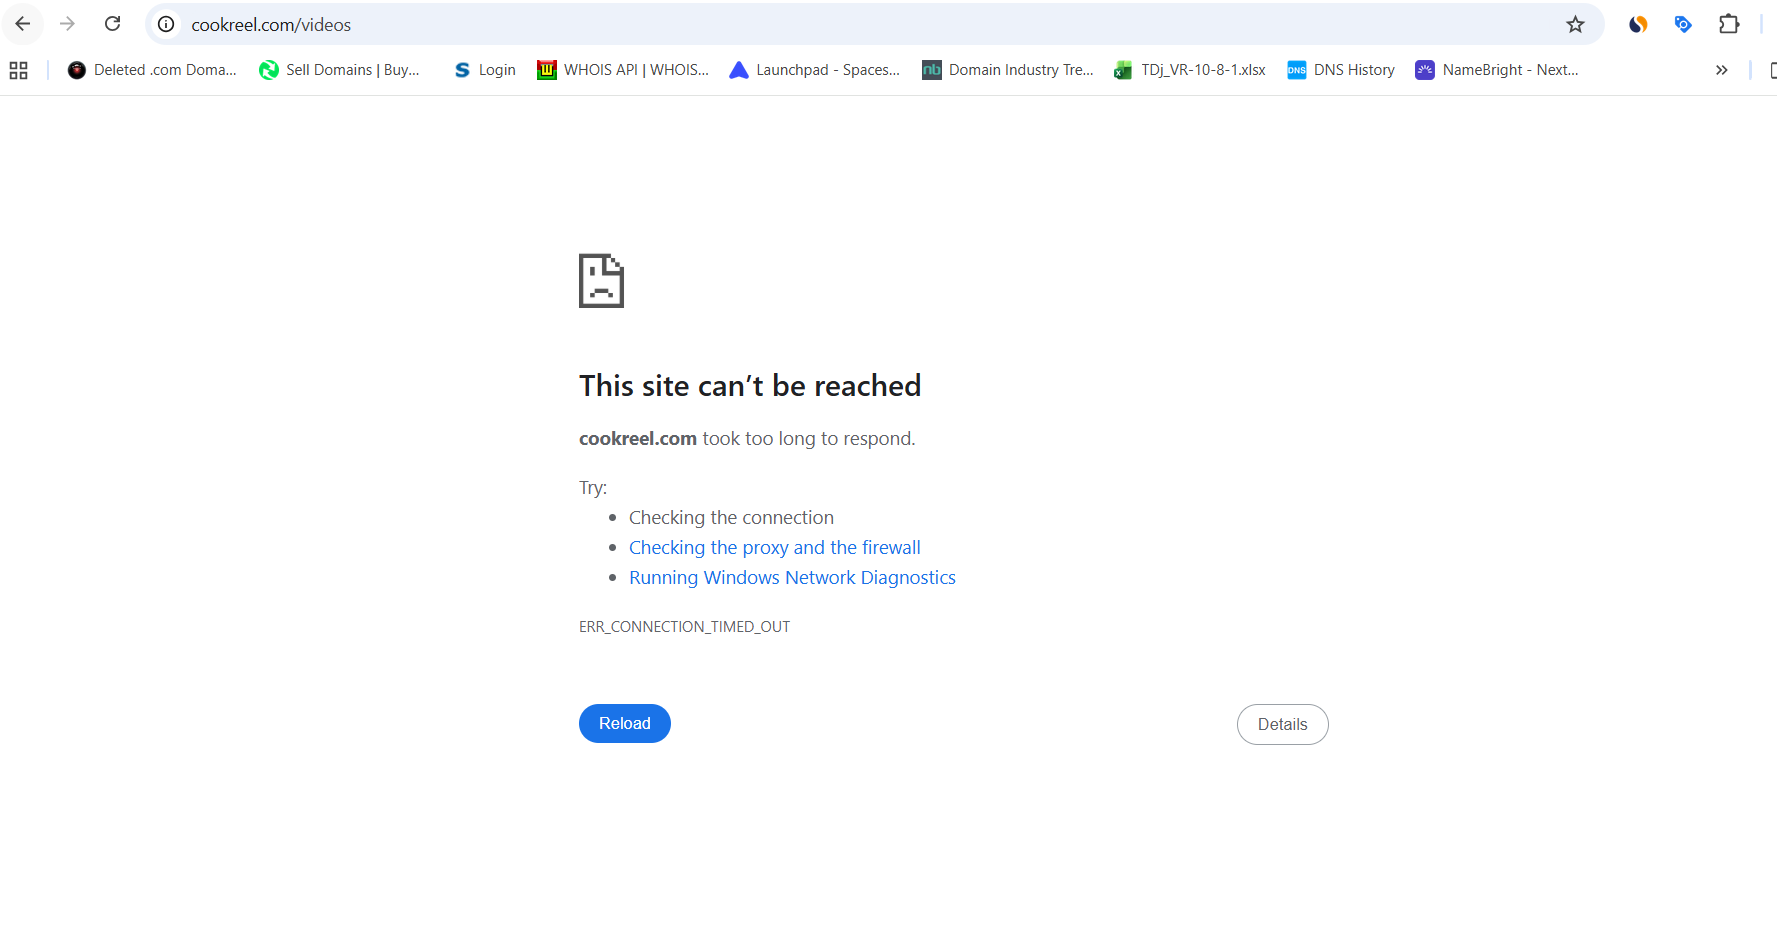 cookreel.com/videos
Deleted .com Doma... Sell Domains | Buy... Login WHOIS API | WHOIS... Launchpad - Spaces... nb Domain Industry Tre... TDj_VR-10-8-1.xlsx DNS DNS History NameBright - Next...
This site can’t be reached
cookreel.com took too long to respond.
Try:
• Checking the connection
• Checking the proxy and the firewall
• Running Windows Network Diagnostics
ERR_CONNECTION_TIMED_OUT
Reload Details